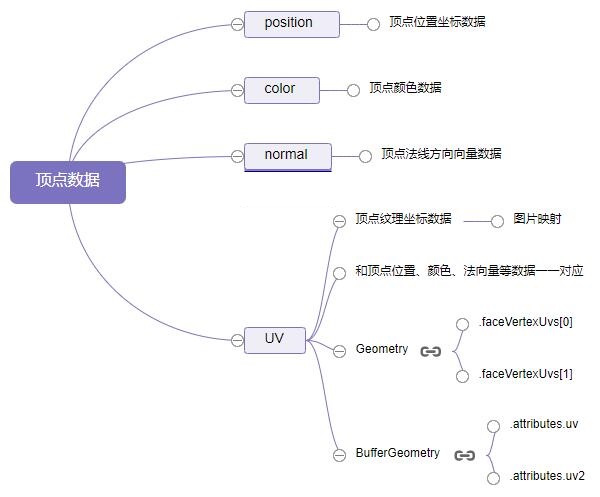 顶点数据
position
顶点位置坐标数据
color
顶点颜色数据
normal
顶点法线方向向量数据
UV
顶点纹理坐标数据
图片映射
和顶点位置、颜色、法向量等数据一一对应
Geometry
.faceVertexUvs[0]
.faceVertexUvs[1]
BufferGeometry
.attributes.uv
.attributes.uv2